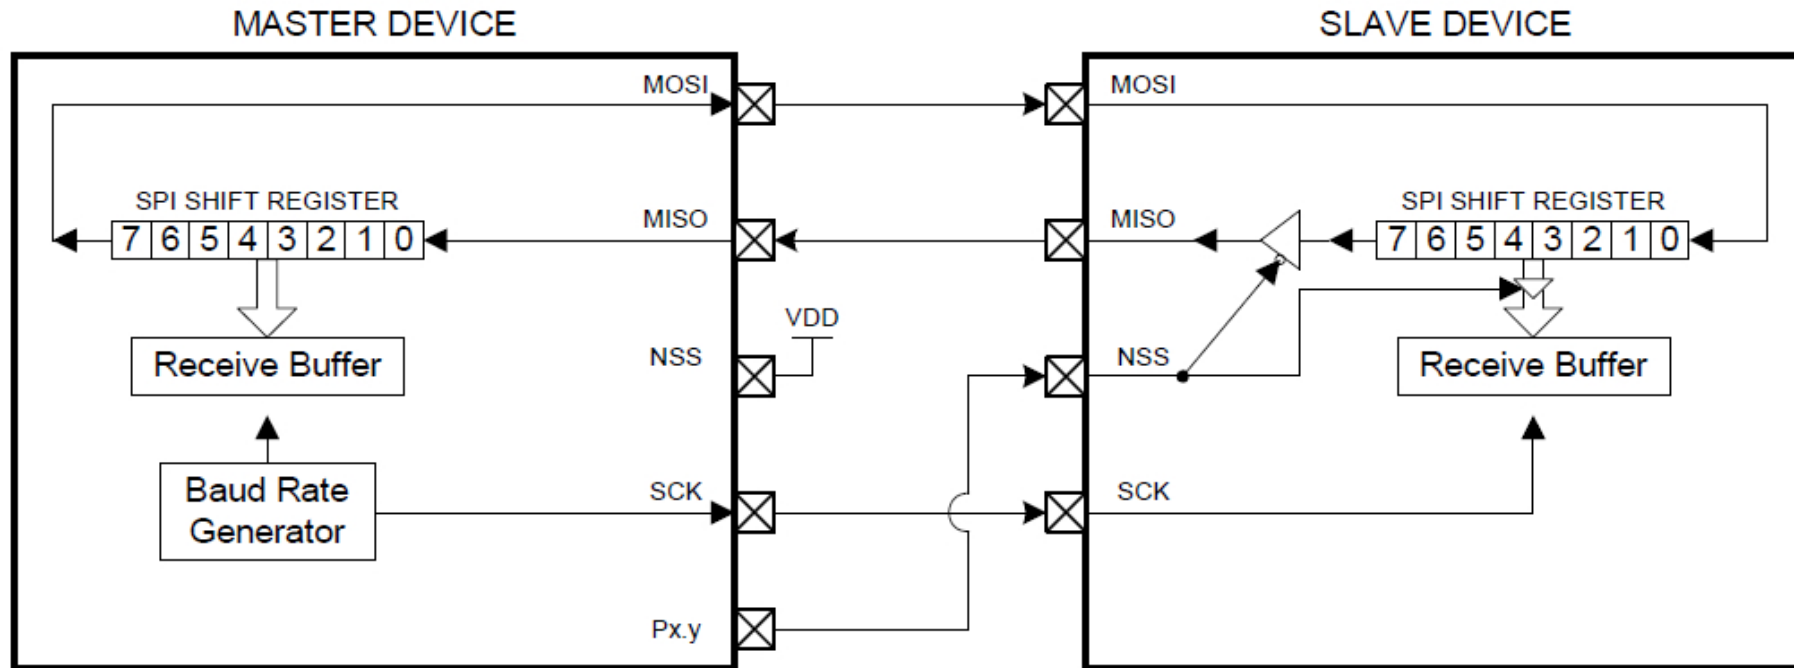 MASTER DEVICE
SLAVE DEVICE
MOSI
MOSI
SPI SHIFT REGISTER
7 6 5 4 3 2 1 0
MISO
MISO
SPI SHIFT REGISTER
7 6 5 4 3 2 1 0
VDD
Receive Buffer
NSS
NSS
Receive Buffer
Baud Rate
Generator
SCK
SCK
Px.y